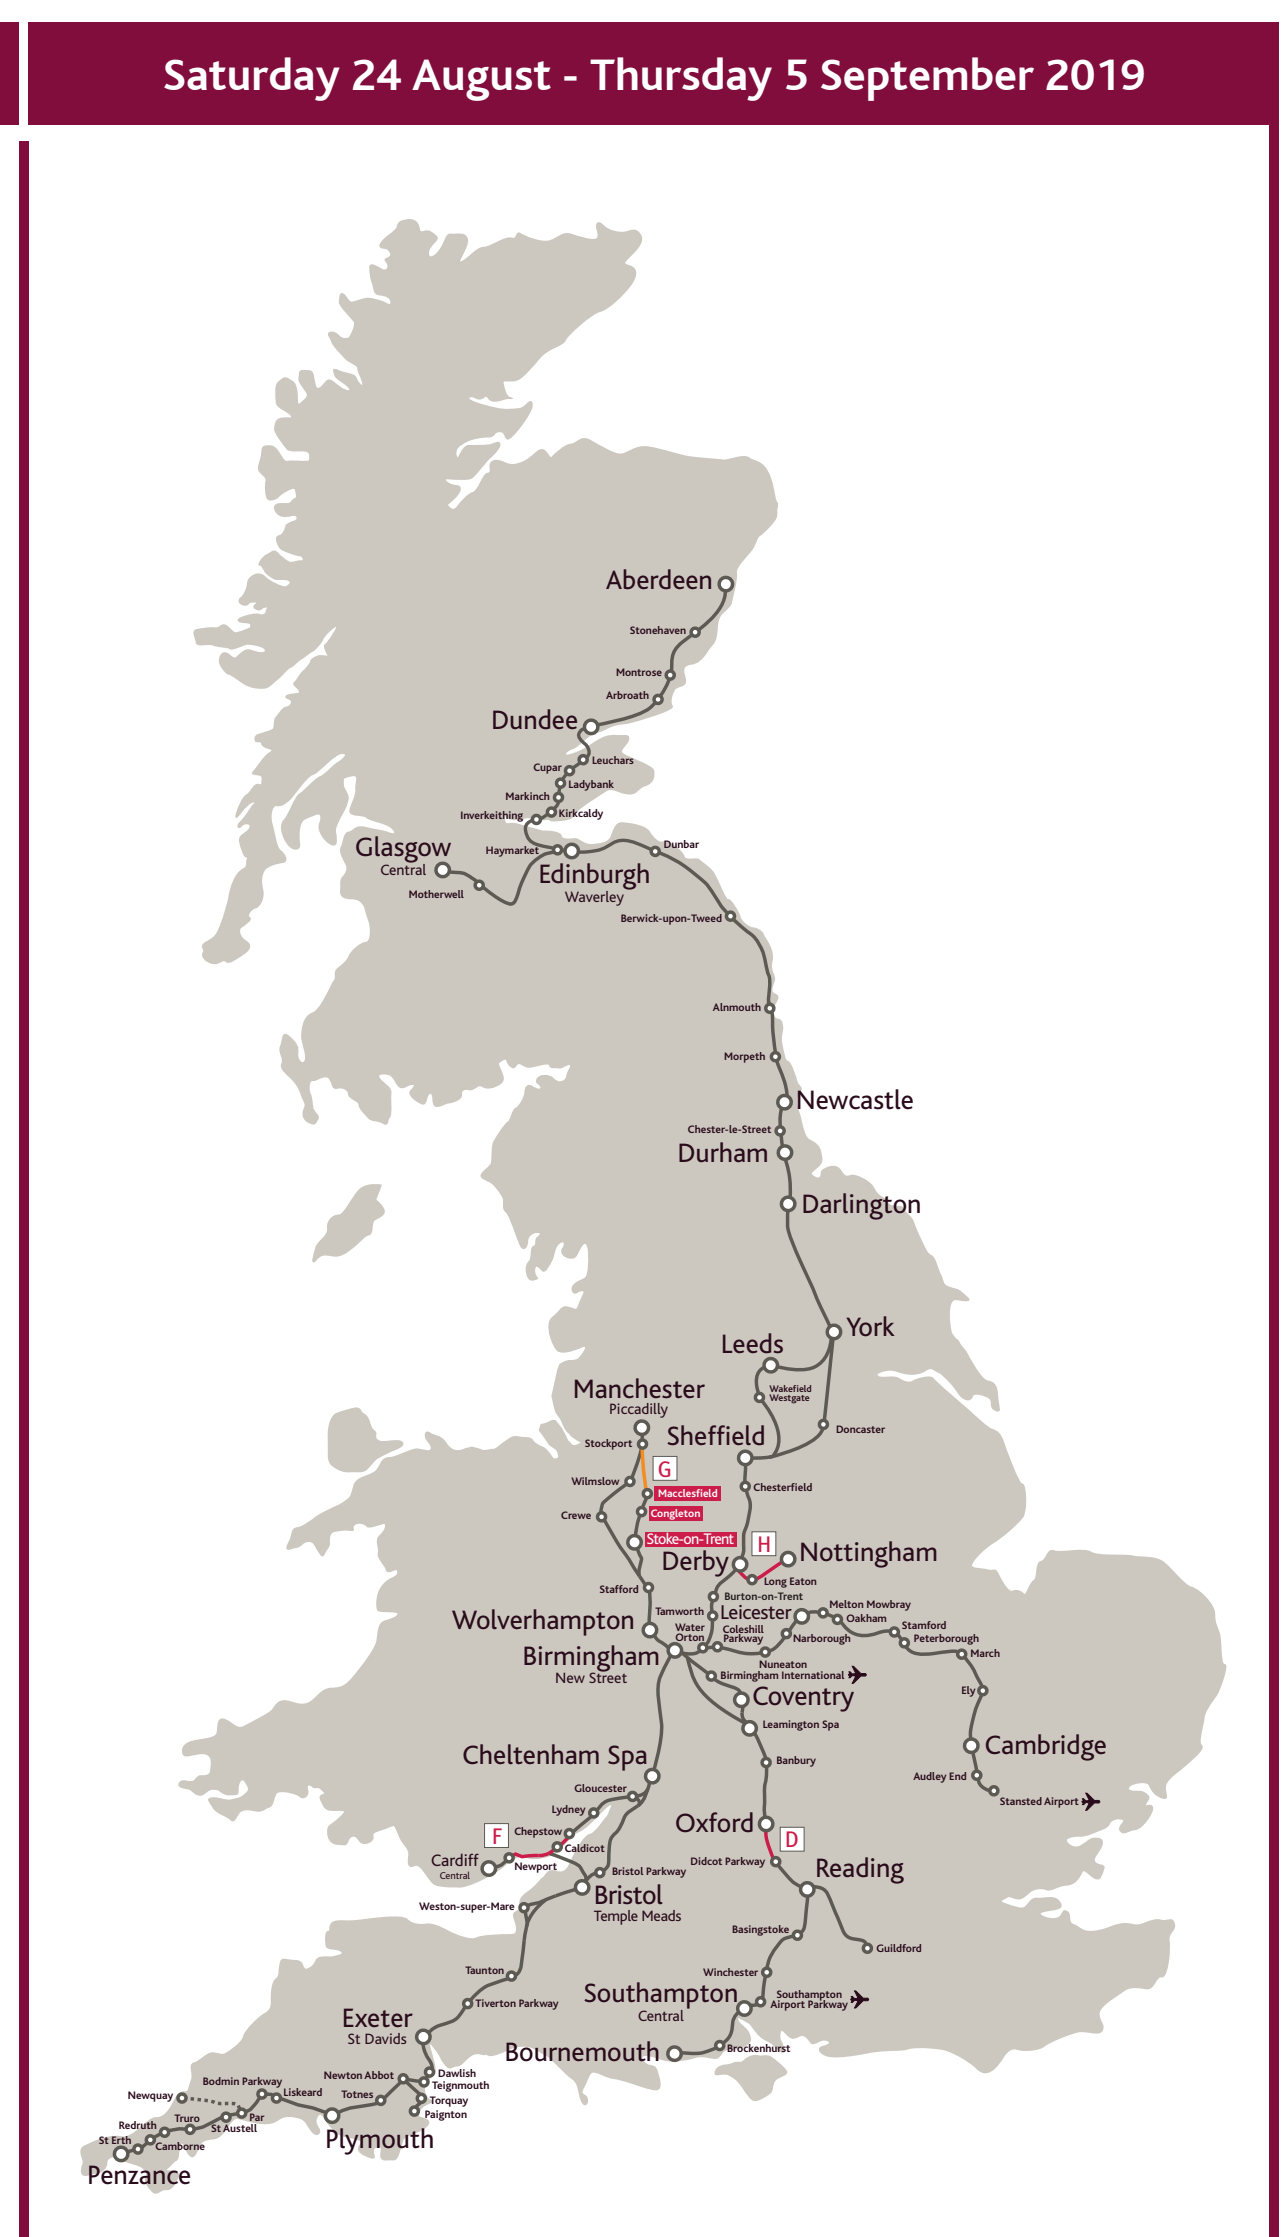 Saturday 24 August - Thursday 5 September 2019
Aberdeen
Stonehaven
Montrose
Arbroath
Dundee
Leuchars
Cupar
Ladybank
Markinch
Kirkcaldy
Inverkeithing
Haymarket
Dunbar
Glasgow
Central
Edinburgh
Waverley
Motherwell
Berwick-upon-Tweed
Alnmouth
Morpeth
Newcastle
Chester-le-Street
Durham
Darlington
York
Leeds
Wakefield
Westgate
Manchester
Piccadilly
Doncaster
Sheffield
Stockport
G
Wilmslow
Chesterfield
Macclesfield
Crewe
Congleton
Stoke-on-Trent
H
Nottingham
Derby
Long Eaton
Stafford
Burton-on-Trent
Tamworth
Leicester
Melton Mowbray
Oakham
Wolverhampton
Water
Orton
Coleshill
Parkway
Stamford
Narborough
Peterborough
Birmingham
New Street
March
Nuneaton
Birmingham International
Ely
Coventry
Leamington Spa
Cambridge
Cheltenham Spa
Banbury
Audley End
Gloucester
Stansted Airport
Lydney
Oxford
F
Chepstow
D
Caldicot
Cardiff
Central
Newport
Didcot Parkway
Reading
Bristol Parkway
Bristol
Temple Meads
Weston-super-Mare
Basingstoke
Guildford
Taunton
Winchester
Southampton
Central
Southampton
Airport Parkway
Tiverton Parkway
Exeter
St Davids
Bournemouth
Brockenhurst
Dawlish
Newton Abbot
Teignmouth
Bodmin Parkway
Liskeard
Totnes
Torquay
Newquay
Paignton
Par
Truro
St Austell
Redruth
Plymouth
St Erth
Camborne
Penzance